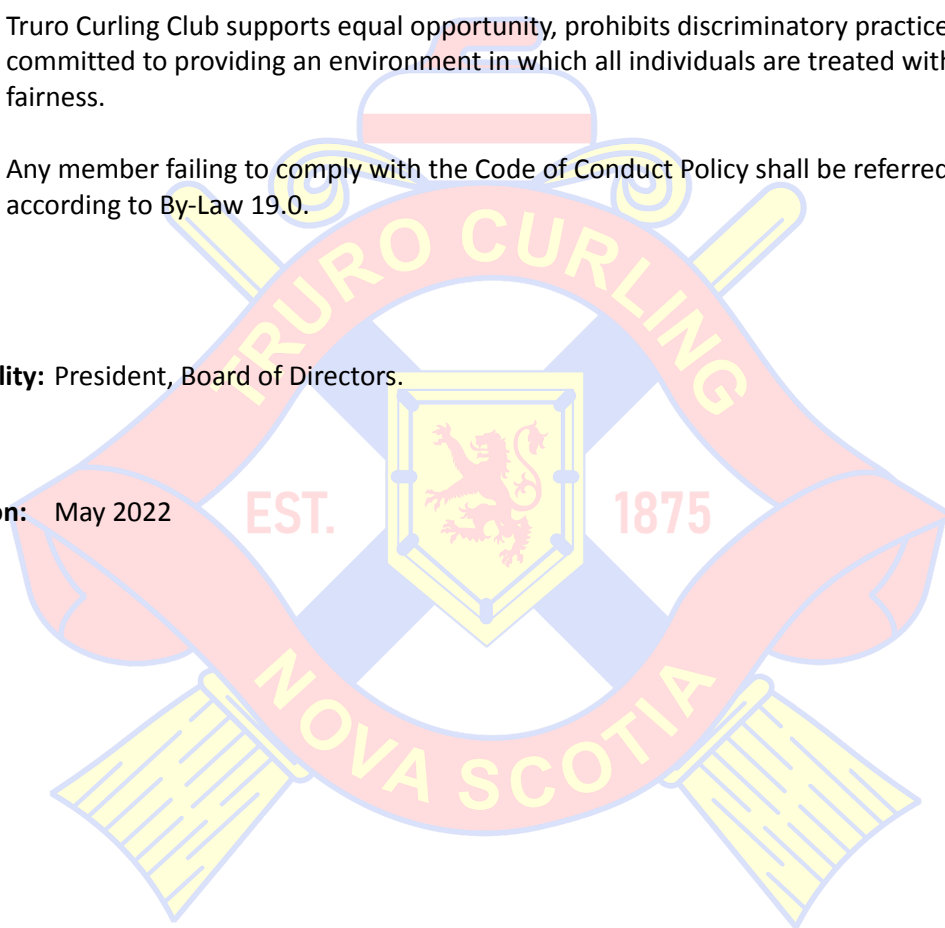 Truro Curling Club supports equal opportunity, prohibits discriminatory practice
committed to providing an environment in which all individuals are treated with
fairness.
Any member failing to comply with the Code of Conduct Policy shall be referred
according to By-Law 19.0.
TRURO CURLING
lity: President, Board of Directors.
on: May 2022
EST. 1875
NOVA SCOTIA